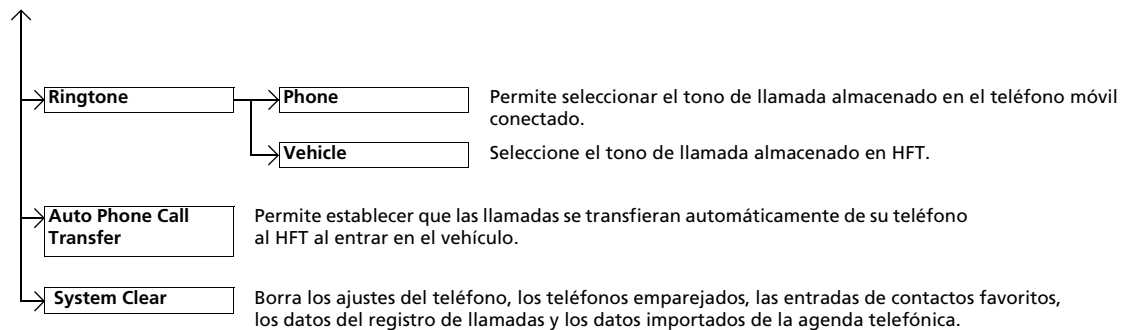 Ringtone
Phone
Permite seleccionar el tono de llamada almacenado en el teléfono móvil
conectado.
Vehicle
Seleccione el tono de llamada almacenado en HFT.
Auto Phone Call
Transfer
Permite establecer que las llamadas se transfieran automáticamente de su teléfono
al HFT al entrar en el vehículo.
System Clear
Borra los ajustes del teléfono, los teléfonos emparejados, las entradas de contactos favoritos,
los datos del registro de llamadas y los datos importados de la agenda telefónica.